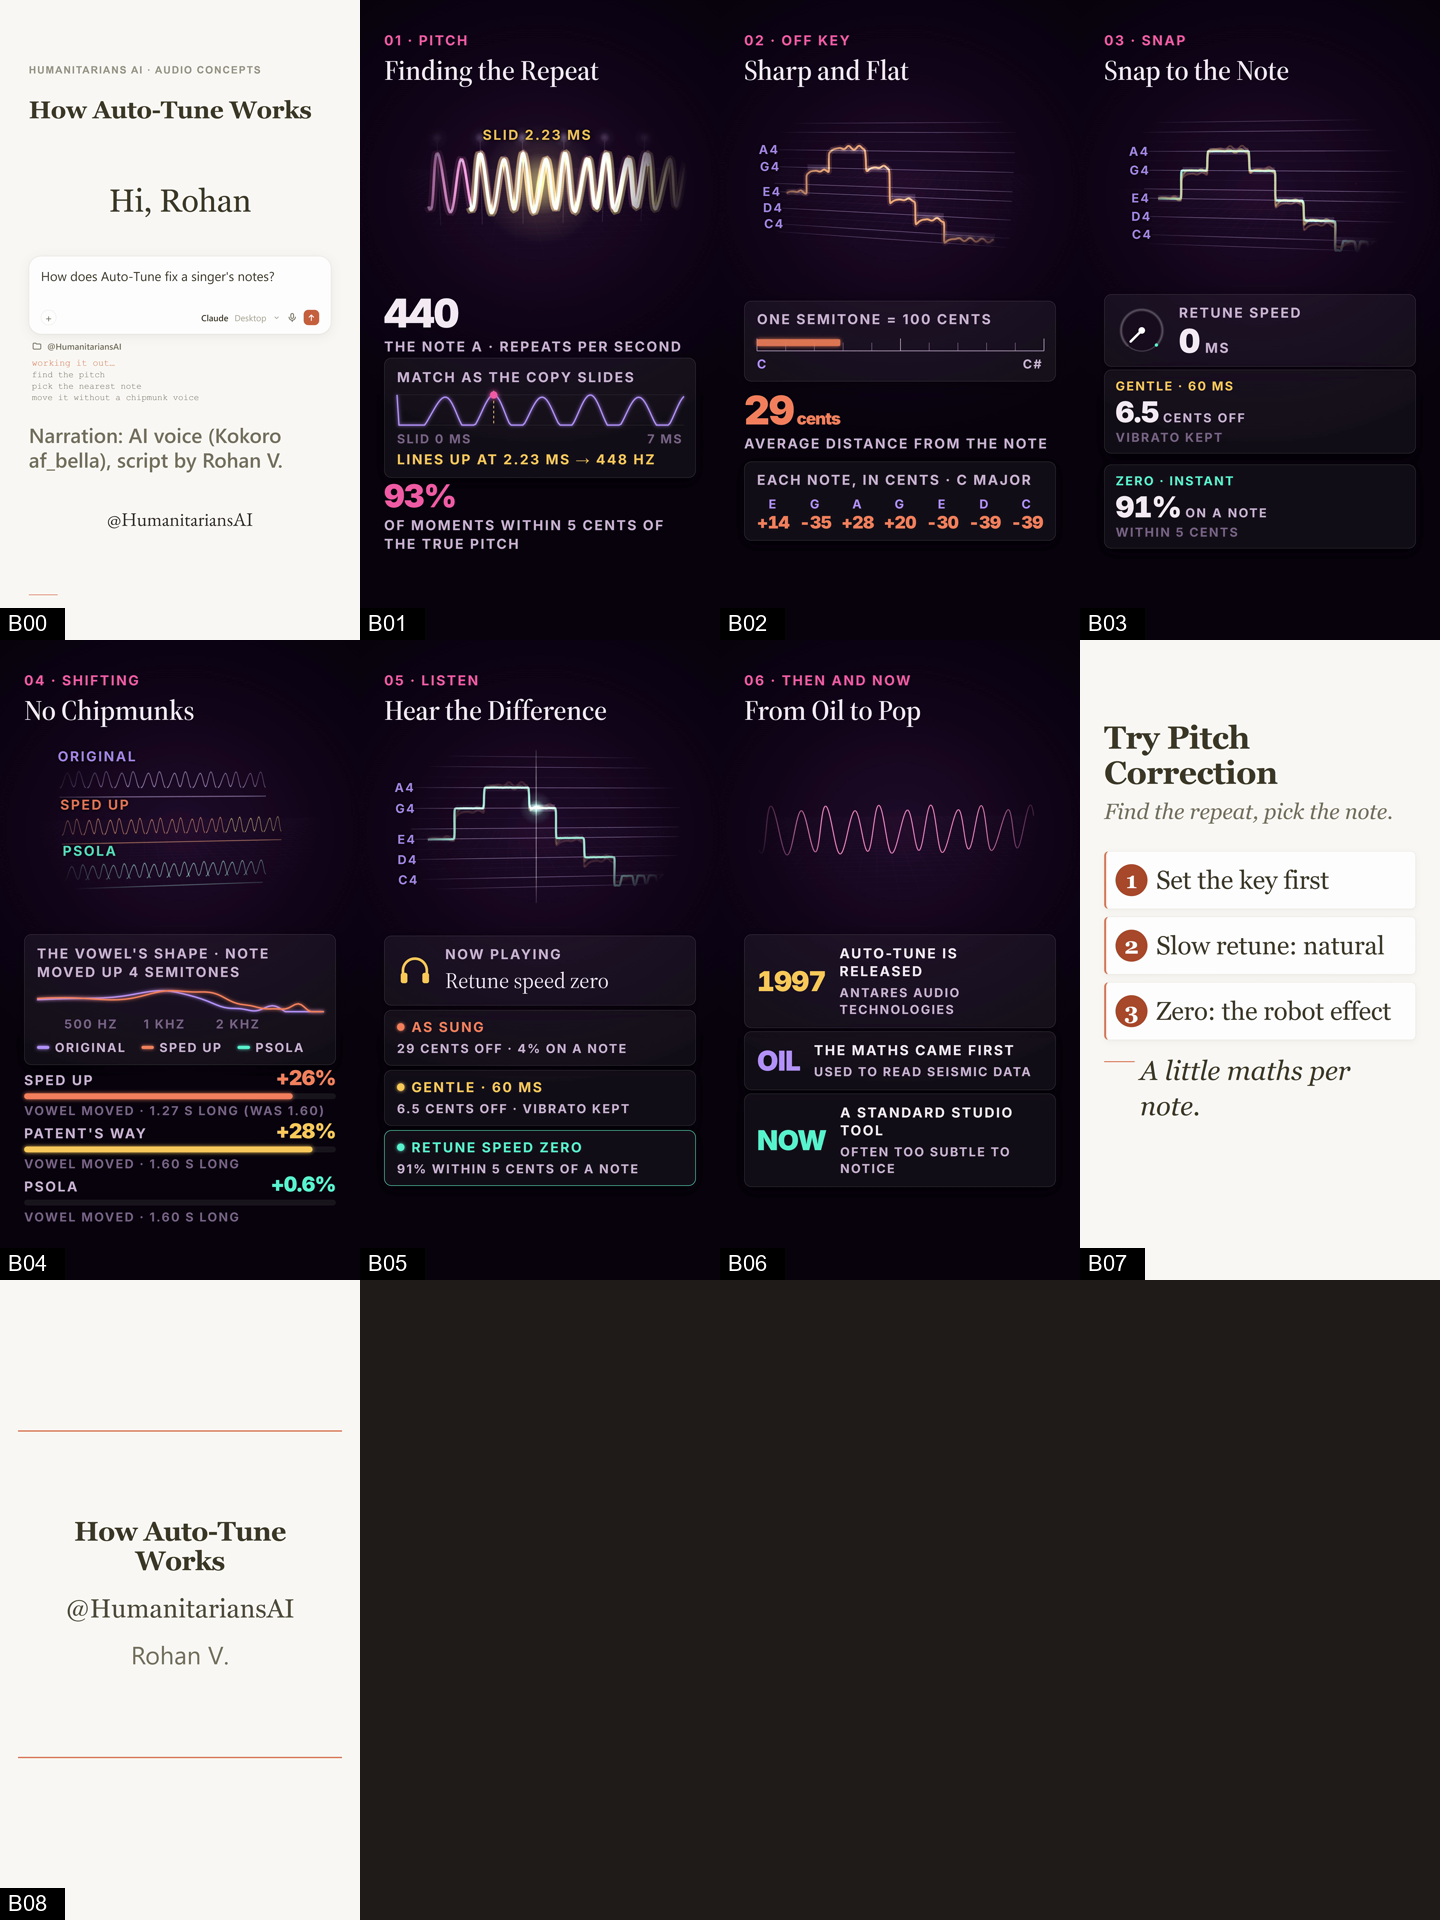 HUMANITARIANS AI · AUDIO CONCEPTS
How Auto-Tune Works
Hi, Rohan
How does Auto-Tune fix a singer's notes?
+
Claude Desktop
@HumanitariansAI
working it out…
find the pitch
pick the nearest note
move it without a chipmunk voice
Narration: AI voice (Kokoro
af_bella), script by Rohan V.
@HumanitariansAI
B00
01 · PITCH
Finding the Repeat
SLID 2.23 MS
440
THE NOTE A · REPEATS PER SECOND
MATCH AS THE COPY SLIDES
SLID 0 MS 7 MS
LINES UP AT 2.23 MS → 448 HZ
93%
OF MOMENTS WITHIN 5 CENTS OF
THE TRUE PITCH
B01
02 · OFF KEY
Sharp and Flat
A4
G4
E4
D4
C4
ONE SEMITONE = 100 CENTS
C C#
29 cents
AVERAGE DISTANCE FROM THE NOTE
EACH NOTE, IN CENTS · C MAJOR
E G A G E D C
+14 -35 +28 +20 -30 -39 -39
B02
03 · SNAP
Snap to the Note
A4
G4
E4
D4
C4
RETUNE SPEED
0 MS
GENTLE · 60 MS
6.5 CENTS OFF
VIBRATO KEPT
ZERO · INSTANT
91% ON A NOTE
WITHIN 5 CENTS
B03
04 · SHIFTING
No Chipmunks
ORIGINAL
SPED UP
PSOLA
THE VOWEL'S SHAPE · NOTE
MOVED UP 4 SEMITONES
500 HZ 1 KHZ 2 KHZ
ORIGINAL SPED UP PSOLA
SPED UP +26%
VOWEL MOVED · 1.27 S LONG (WAS 1.60)
PATENT'S WAY +28%
VOWEL MOVED · 1.60 S LONG
PSOLA +0.6%
VOWEL MOVED · 1.60 S LONG
B04
05 · LISTEN
Hear the Difference
A4
G4
E4
D4
C4
NOW PLAYING
Retune speed zero
AS SUNG
29 CENTS OFF · 4% ON A NOTE
GENTLE · 60 MS
6.5 CENTS OFF · VIBRATO KEPT
RETUNE SPEED ZERO
91% WITHIN 5 CENTS OF A NOTE
B05
06 · THEN AND NOW
From Oil to Pop
1997
AUTO-TUNE IS
RELEASED
ANTARES AUDIO
TECHNOLOGIES
OIL
THE MATHS CAME FIRST
USED TO READ SEISMIC DATA
NOW
A STANDARD STUDIO
TOOL
OFTEN TOO SUBTLE TO
NOTICE
B06
Try Pitch
Correction
Find the repeat, pick the note.
1 Set the key first
2 Slow retune: natural
3 Zero: the robot effect
A little maths per
note.
B07
How Auto-Tune
Works
@HumanitariansAI
Rohan V.
B08